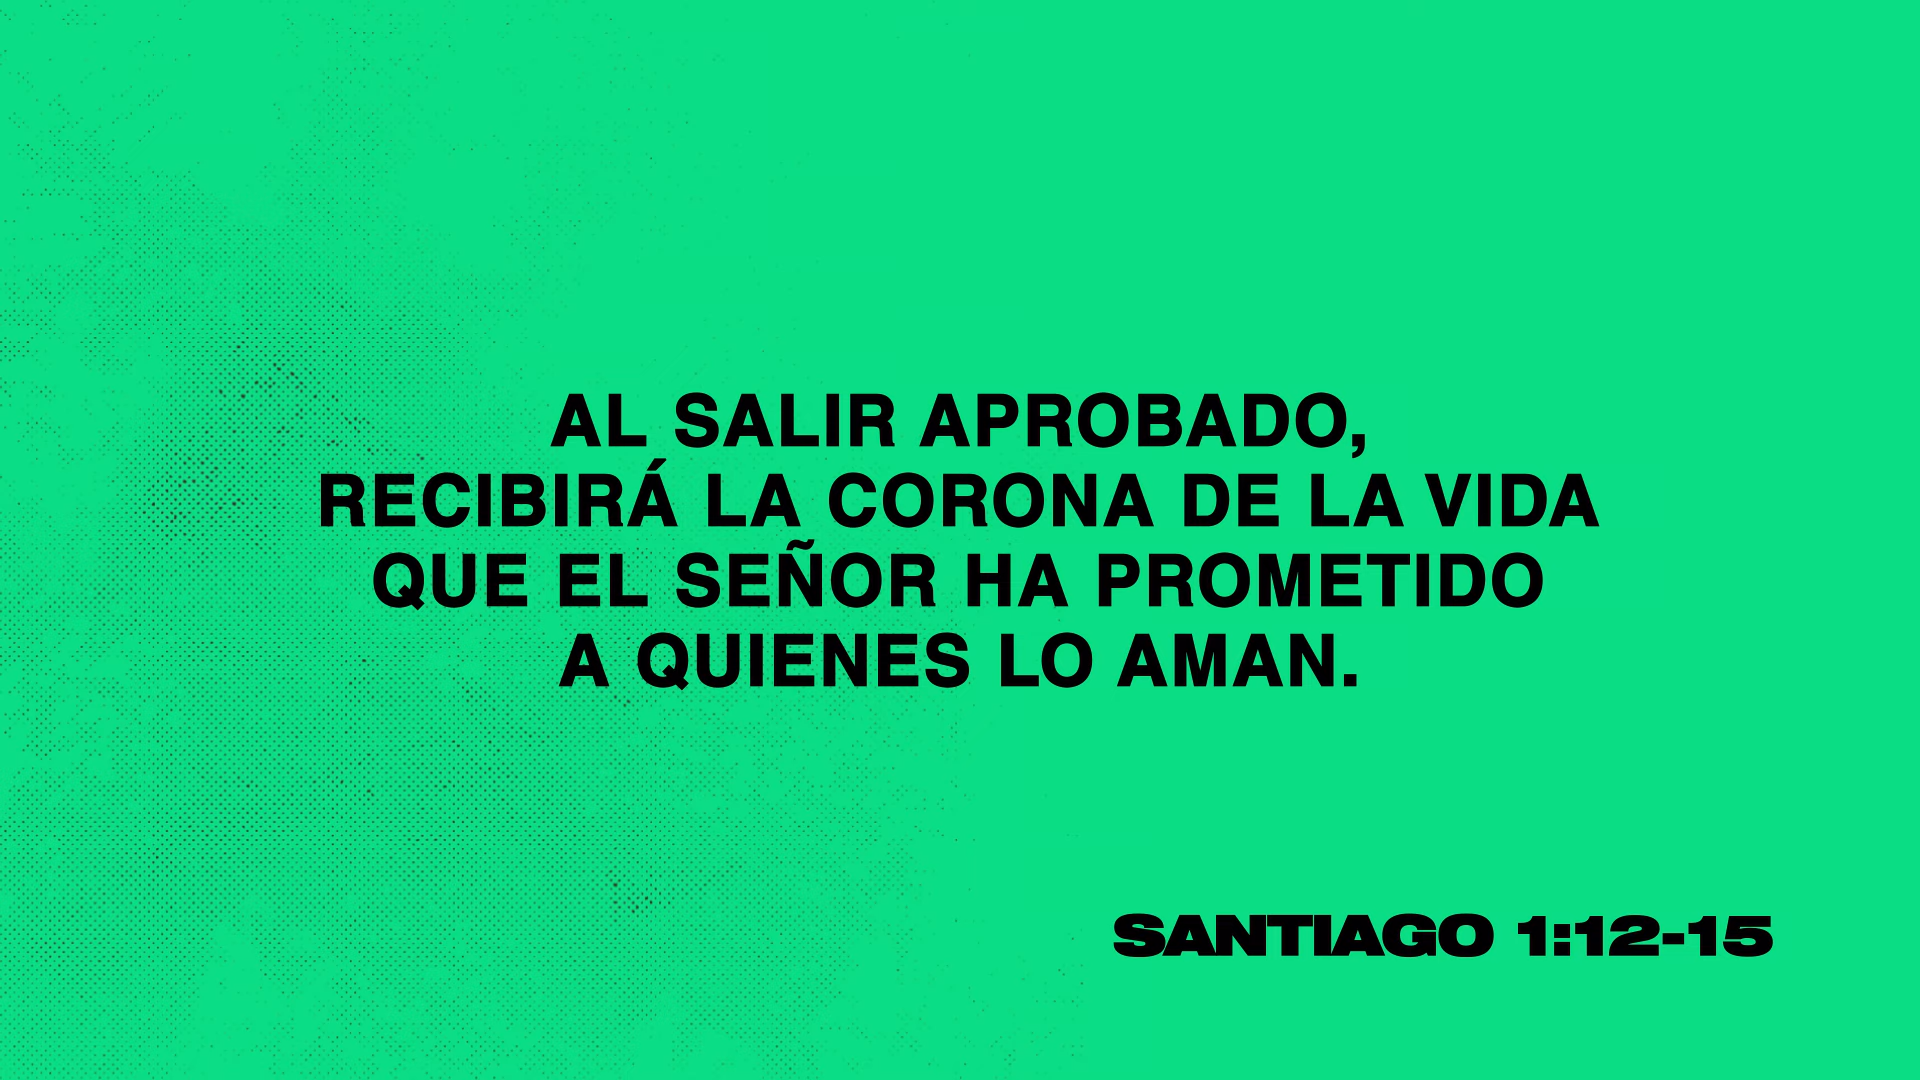 AL SALIR APROBADO,
RECIBIRÁ LA CORONA DE LA VIDA
QUE EL SEÑOR HA PROMETIDO
A QUIENES LO AMAN.
SANTIAGO 1:12-15